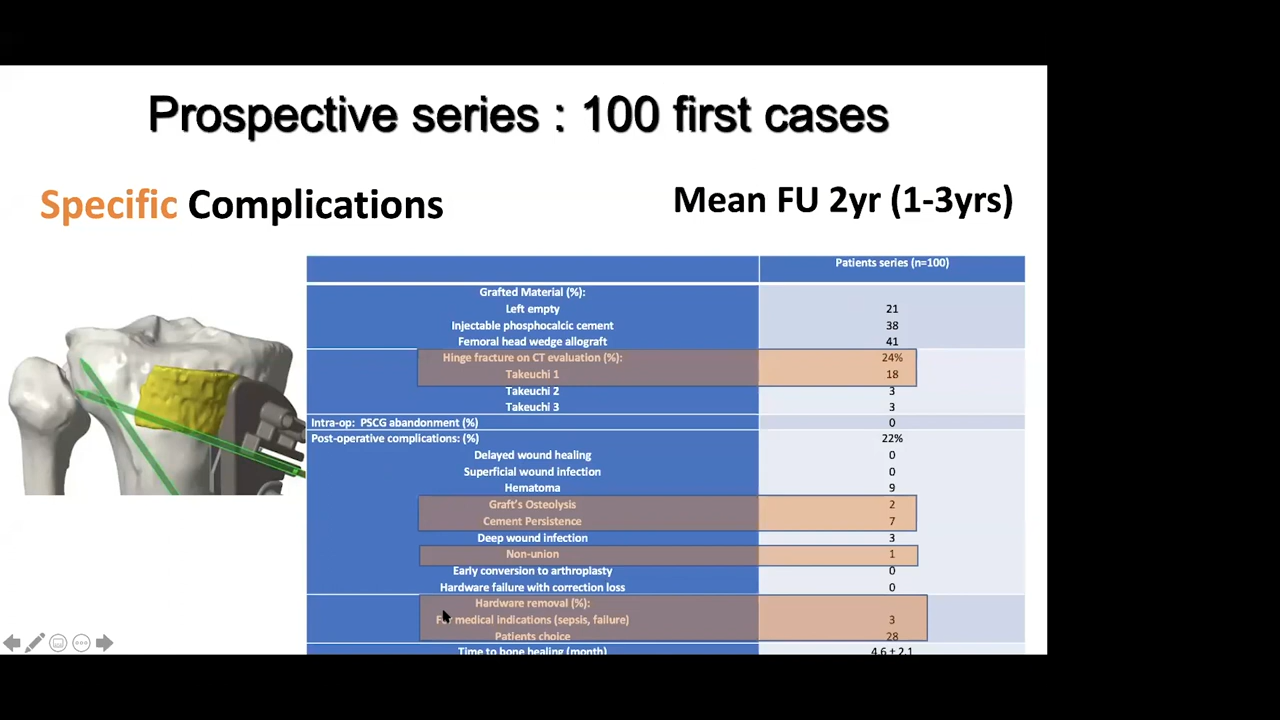 Prospective series : 100 first cases
Specific Complications
Mean FU 2yr (1-3yrs)
Patients series (n=100)
Grafted Material (%):
Left empty 21
Injectable phosphocalcic cement 38
Femoral head wedge allograft 41
Hinge fracture on CT evaluation (%): 24%
Takeuchi 1 18
Takeuchi 2 3
Takeuchi 3 3
Intra-op: PSCG abandonment (%) 0
Post-operative complications: (%) 22%
Delayed wound healing 0
Superficial wound infection 0
Hematoma 9
Graft's Osteolysis 2
Cement Persistence 7
Deep wound infection 3
Non-union 1
Early conversion to arthroplasty 0
Hardware failure with correction loss 0
Hardware removal (%):
For medical indications (sepsis, failure) 3
Patients choice 28
Time to bone healing (month) 4.6 ± 2.1